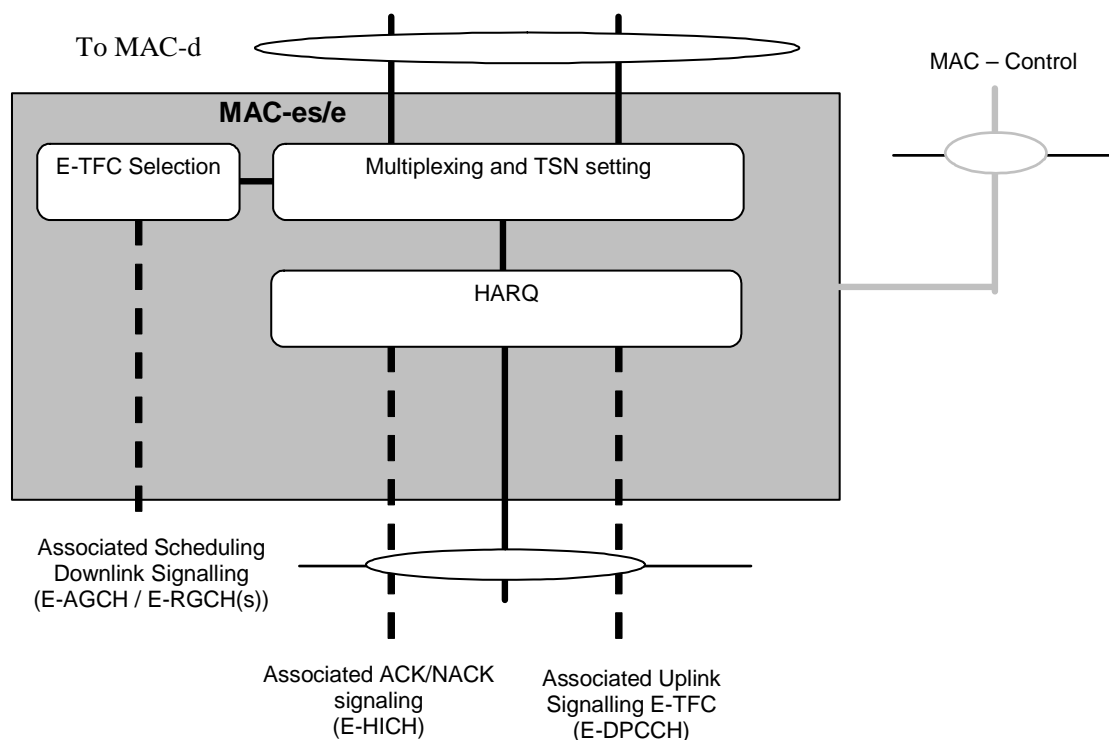 To MAC-d
MAC – Control
MAC-es/e
E-TFC Selection
Multiplexing and TSN setting
HARQ
Associated Scheduling
Downlink Signalling
(E-AGCH / E-RGCH(s))
Associated ACK/NACK
signaling
(E-HICH)
Associated Uplink
Signalling E-TFC
(E-DPCCH)